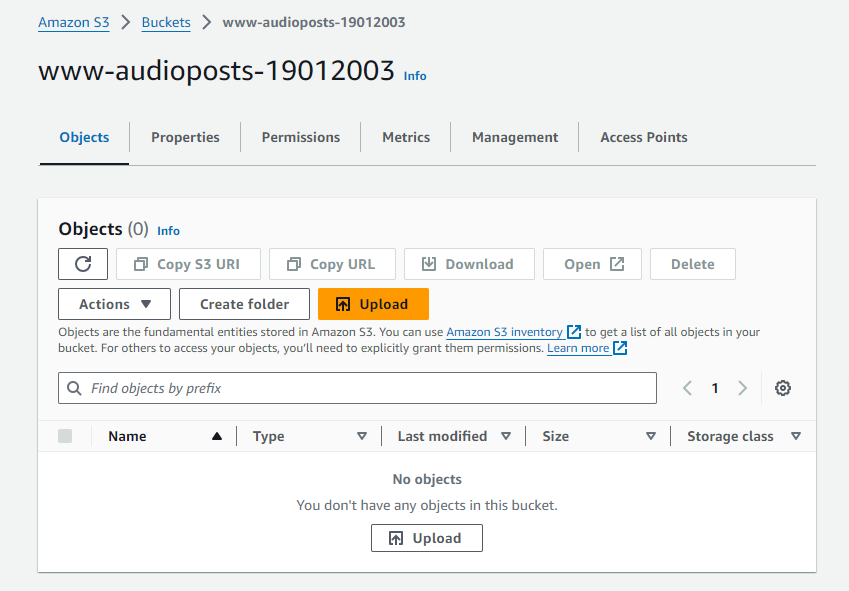 Amazon S3 > Buckets > www-audioposts-19012003
www-audioposts-19012003 Info
Objects Properties Permissions Metrics Management Access Points
Objects (0) Info
Copy S3 URI Copy URL Download Open Delete
Actions Create folder Upload
Objects are the fundamental entities stored in Amazon S3. You can use Amazon S3 inventory to get a list of all objects in your
bucket. For others to access your objects, you'll need to explicitly grant them permissions. Learn more
Find objects by prefix < 1 >
Name Type Last modified Size Storage class
No objects
You don't have any objects in this bucket.
Upload